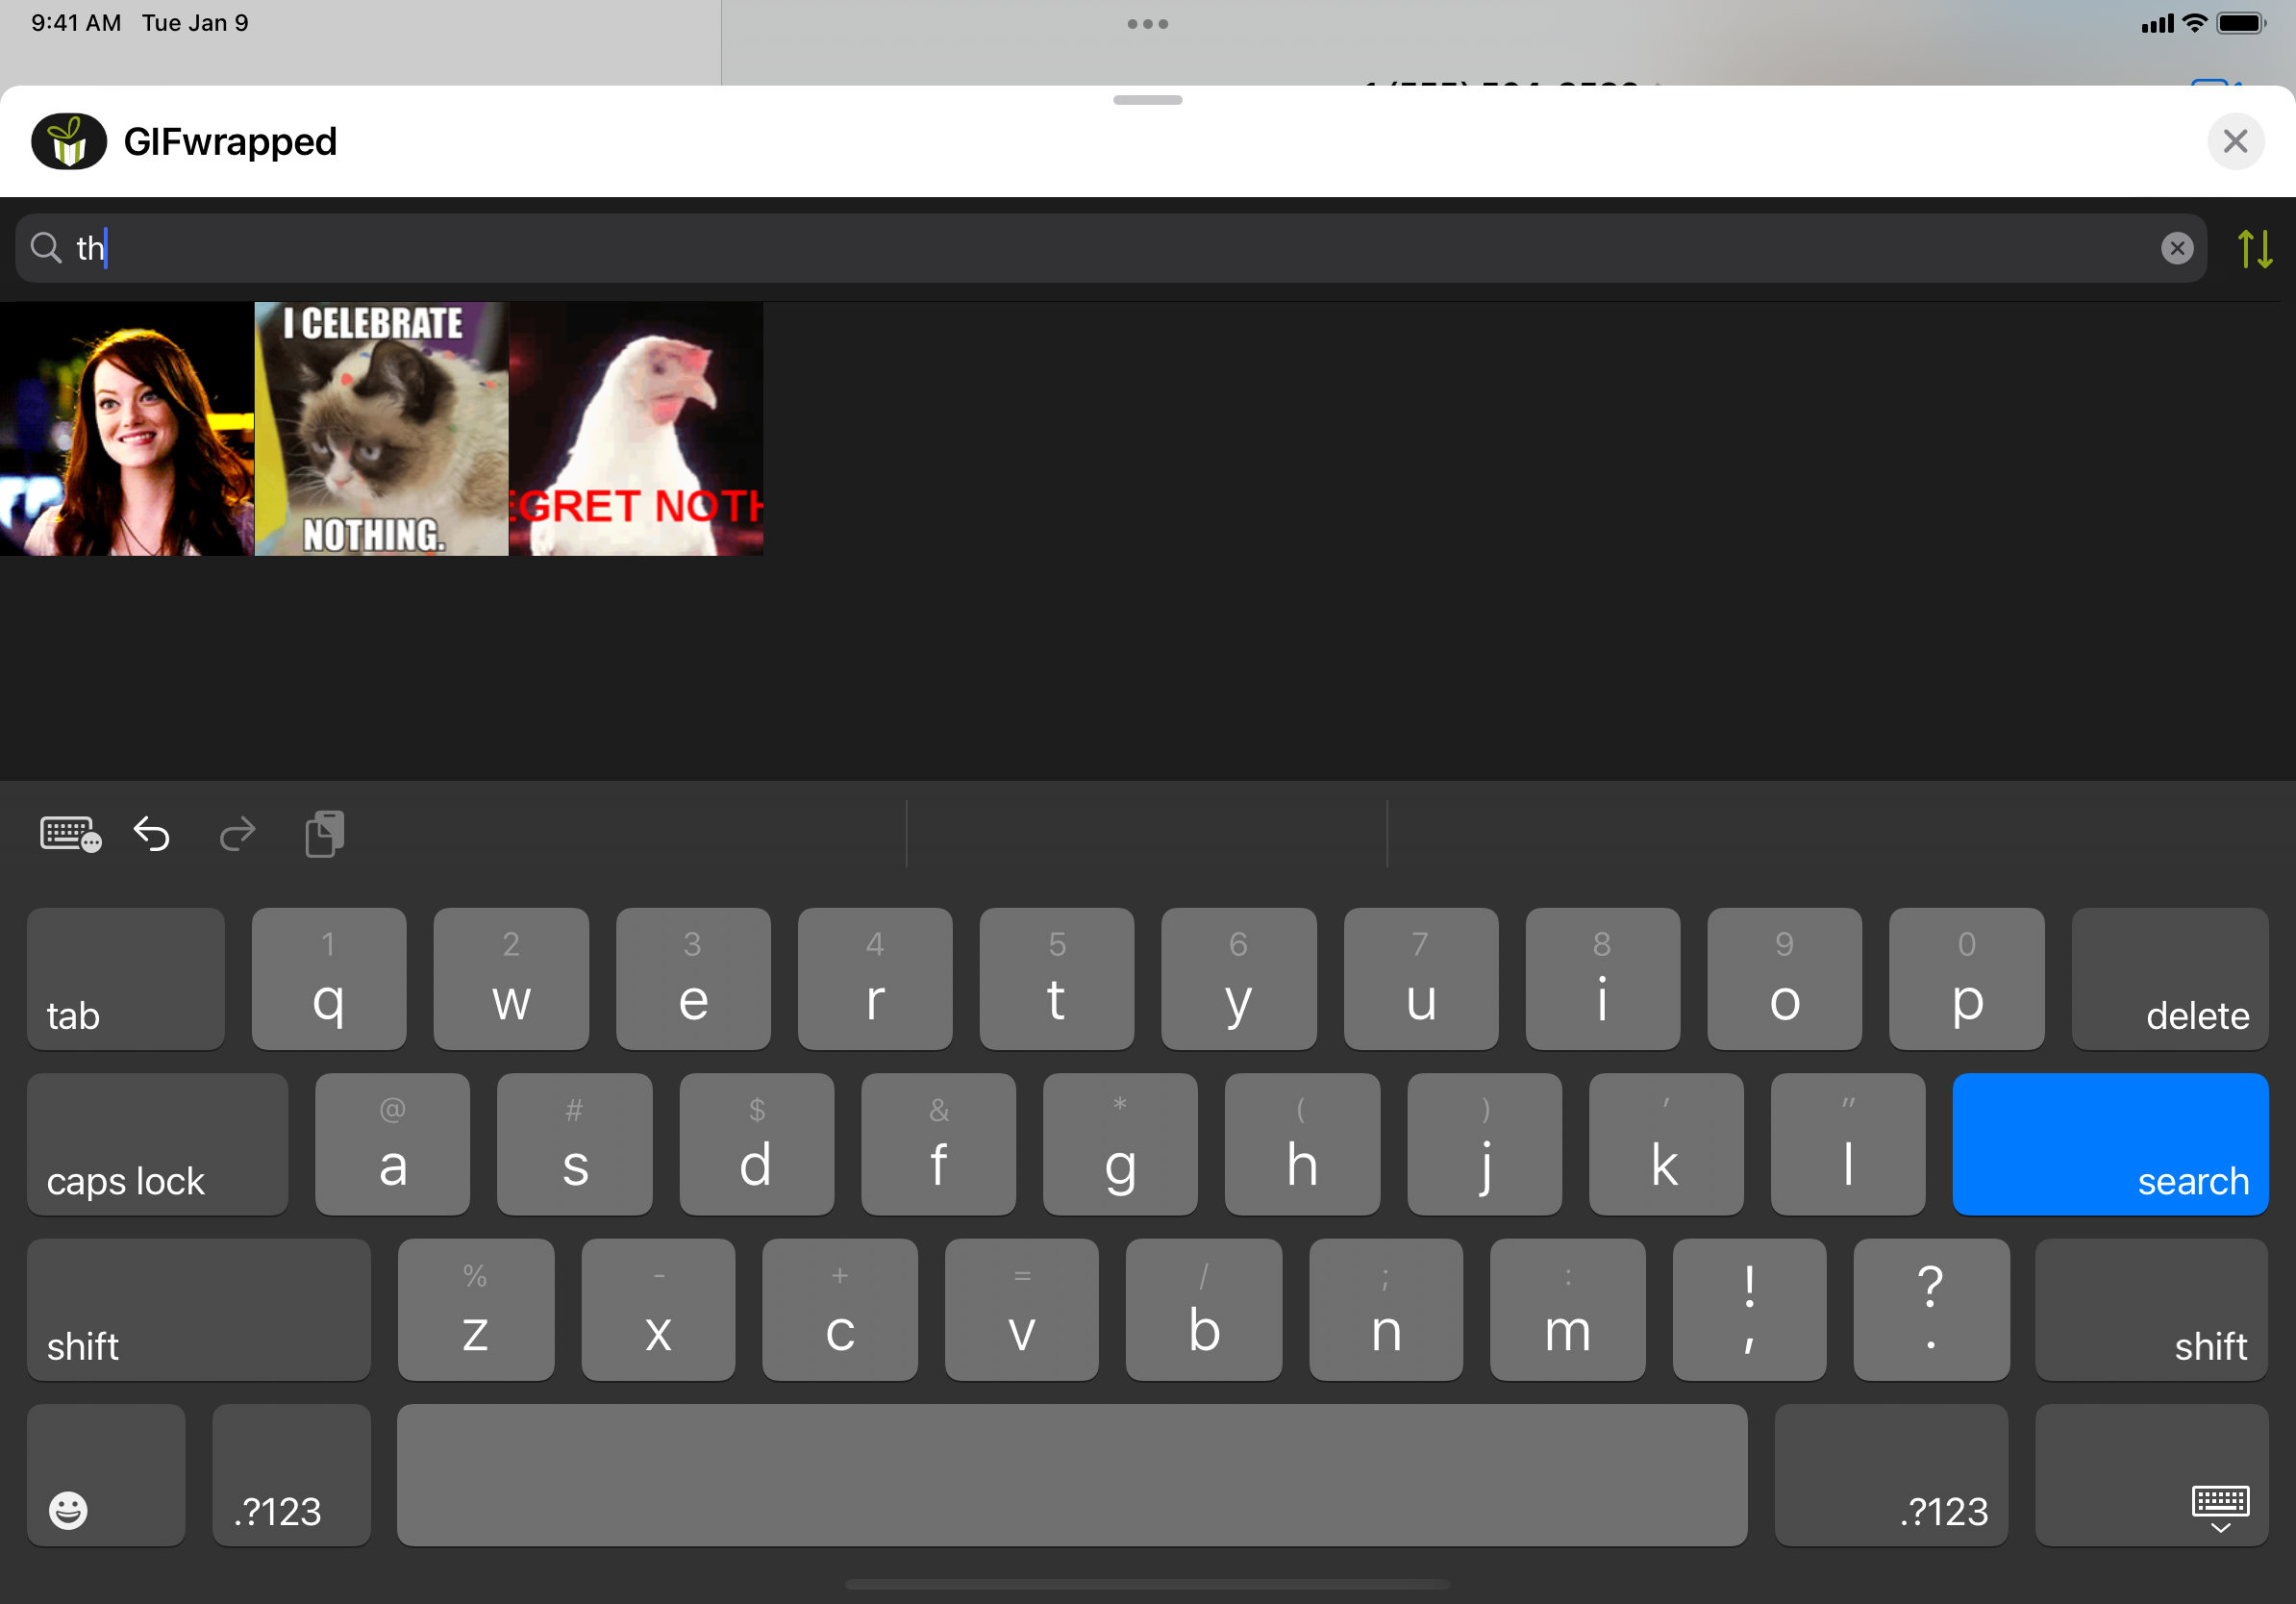 9:41 AM Tue Jan 9
GIFwrapped
th
I CELEBRATE
NOTHING.
EGRET NOTH
tab
1 2 3 4 5 6 7 8 9 0
q w e r t y u i o p
delete
@ # $ & * ( ) ' "
caps lock a s d f g h j k l search
% - + = / ; : ! ?
shift z x c v b n m , . shift
.?123 .?123